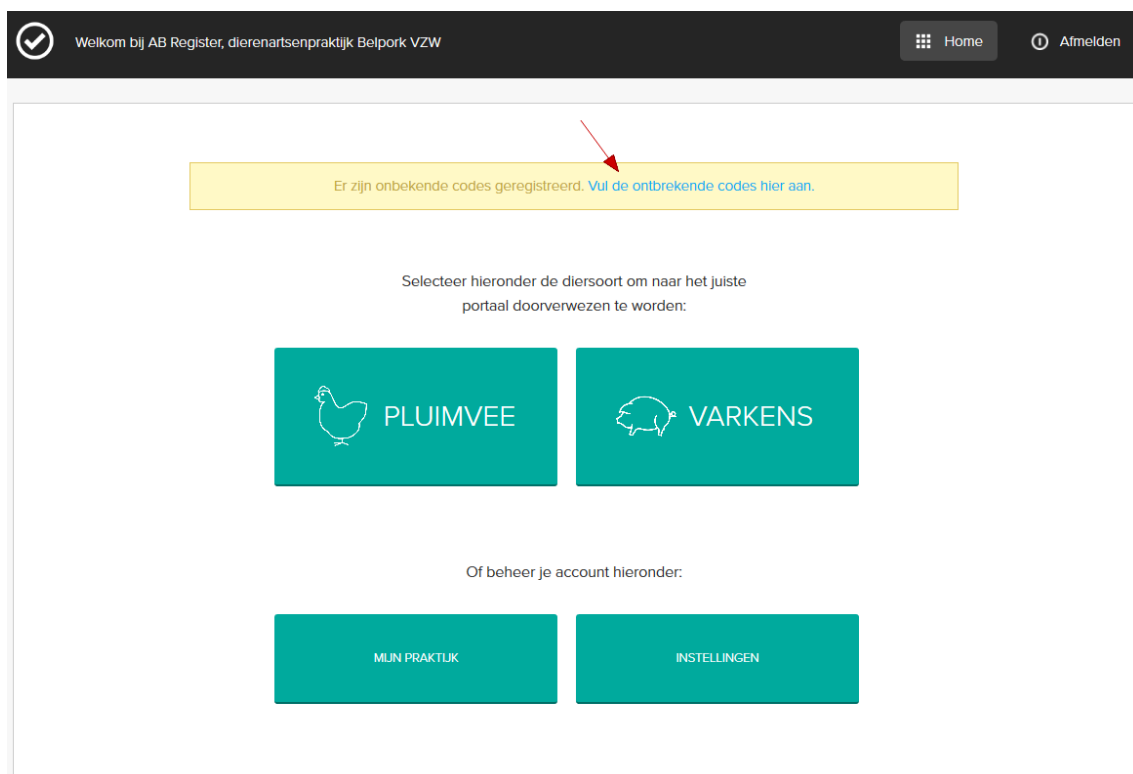 Welkom bij AB Register, dierenartsenpraktijk Belpork VZW
Home
Afmelden
Er zijn onbekende codes geregistreerd. Vul de ontbrekende codes hier aan.
Selecteer hieronder de diersoort om naar het juiste
portaal doorverwezen te worden:
PLUIMVEE
VARKENS
Of beheer je account hieronder:
MIJN PRAKTIJK
INSTELLINGEN